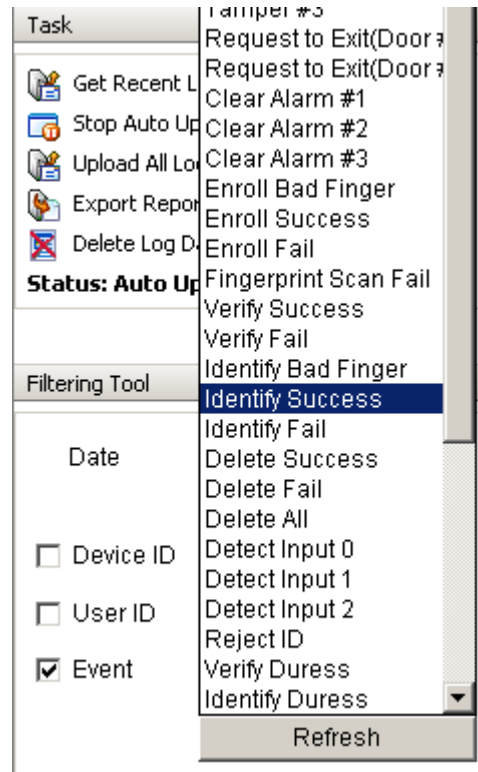 Task
Get Recent L
Stop Auto Up
Upload All Lo
Export Repor
Delete Log D
Status: Auto Up
Filtering Tool
Date
Device ID
User ID
Event
Tamper #3
Request to Exit(Door #
Request to Exit(Door #
Clear Alarm #1
Clear Alarm #2
Clear Alarm #3
Enroll Bad Finger
Enroll Success
Enroll Fail
Fingerprint Scan Fail
Verify Success
Verify Fail
Identify Bad Finger
Identify Success
Identify Fail
Delete Success
Delete Fail
Delete All
Detect Input 0
Detect Input 1
Detect Input 2
Reject ID
Verify Duress
Identify Duress
Refresh